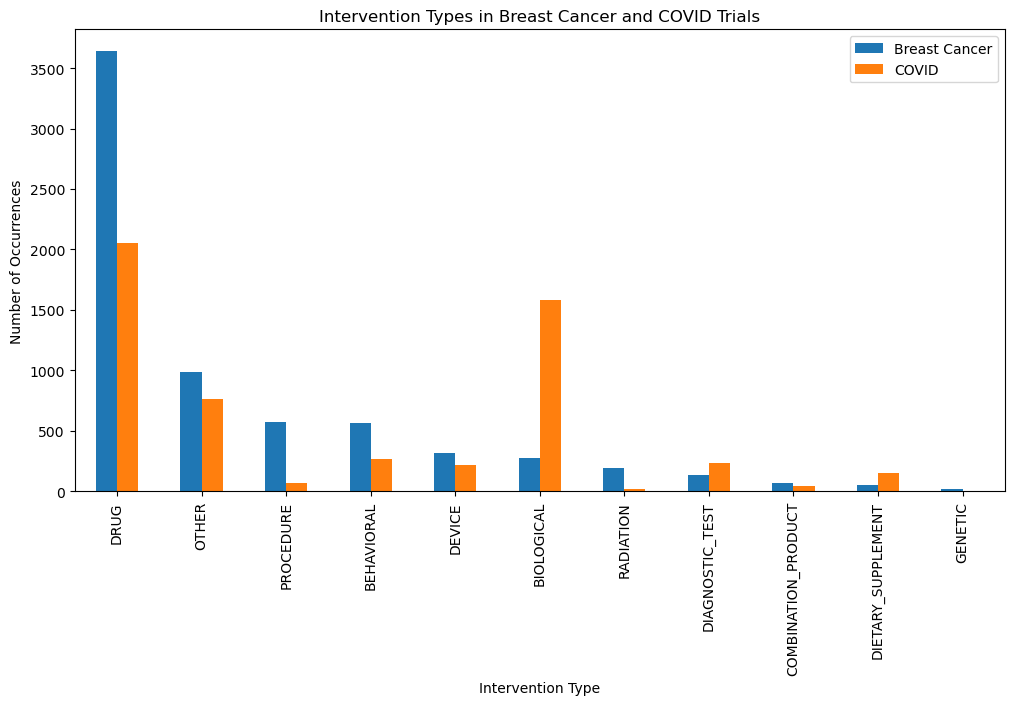 Intervention Types in Breast Cancer and COVID Trials
Breast Cancer
COVID
Number of Occurrences
3500
3000
2500
2000
1500
1000
500
0
DRUG
OTHER
PROCEDURE
BEHAVIORAL
DEVICE
BIOLOGICAL
RADIATION
DIAGNOSTIC_TEST
COMBINATION_PRODUCT
DIETARY_SUPPLEMENT
GENETIC
Intervention Type